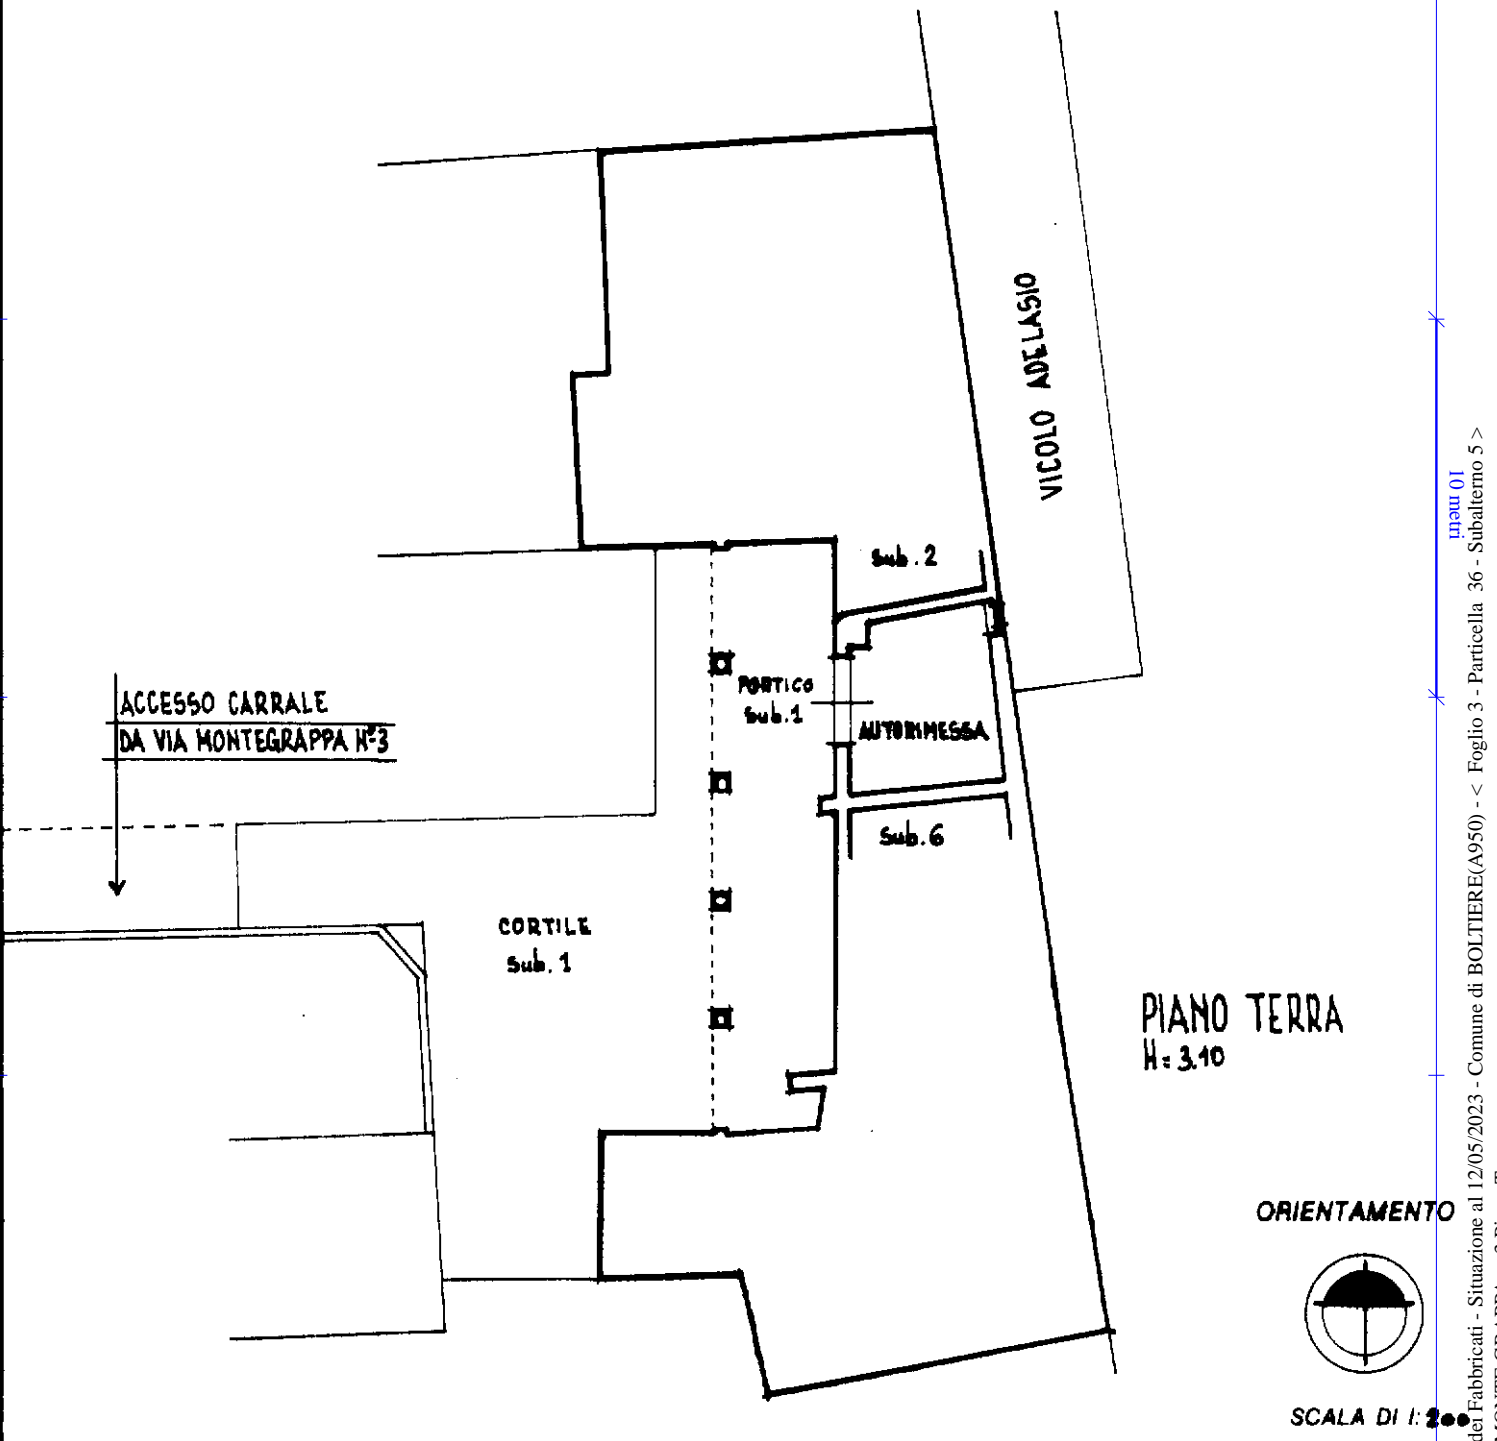 VICOLO ADELASIO
Sub. 2
PORTICO
Sub. 1
AUTORIMESSA
Sub. 6
ACCESSO CARRALE
DA VIA MONTEGRAPPA N° 3
CORTILE
Sub. 1
PIANO TERRA
H = 3.10
ORIENTAMENTO
SCALA DI 1: 200
10 metri
dei Fabbricati - Situazione al 12/05/2023 - Comune di BOLTIERE(A950) - < Foglio 3 - Particella 36 - Subalterno 5 >